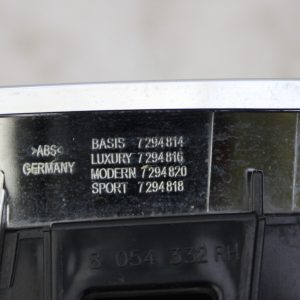 >ABS<
GERMANY
BASIS 7294814
LUXURY 7294816
MODERN 7294820
SPORT 7294818
8 054 332 RH